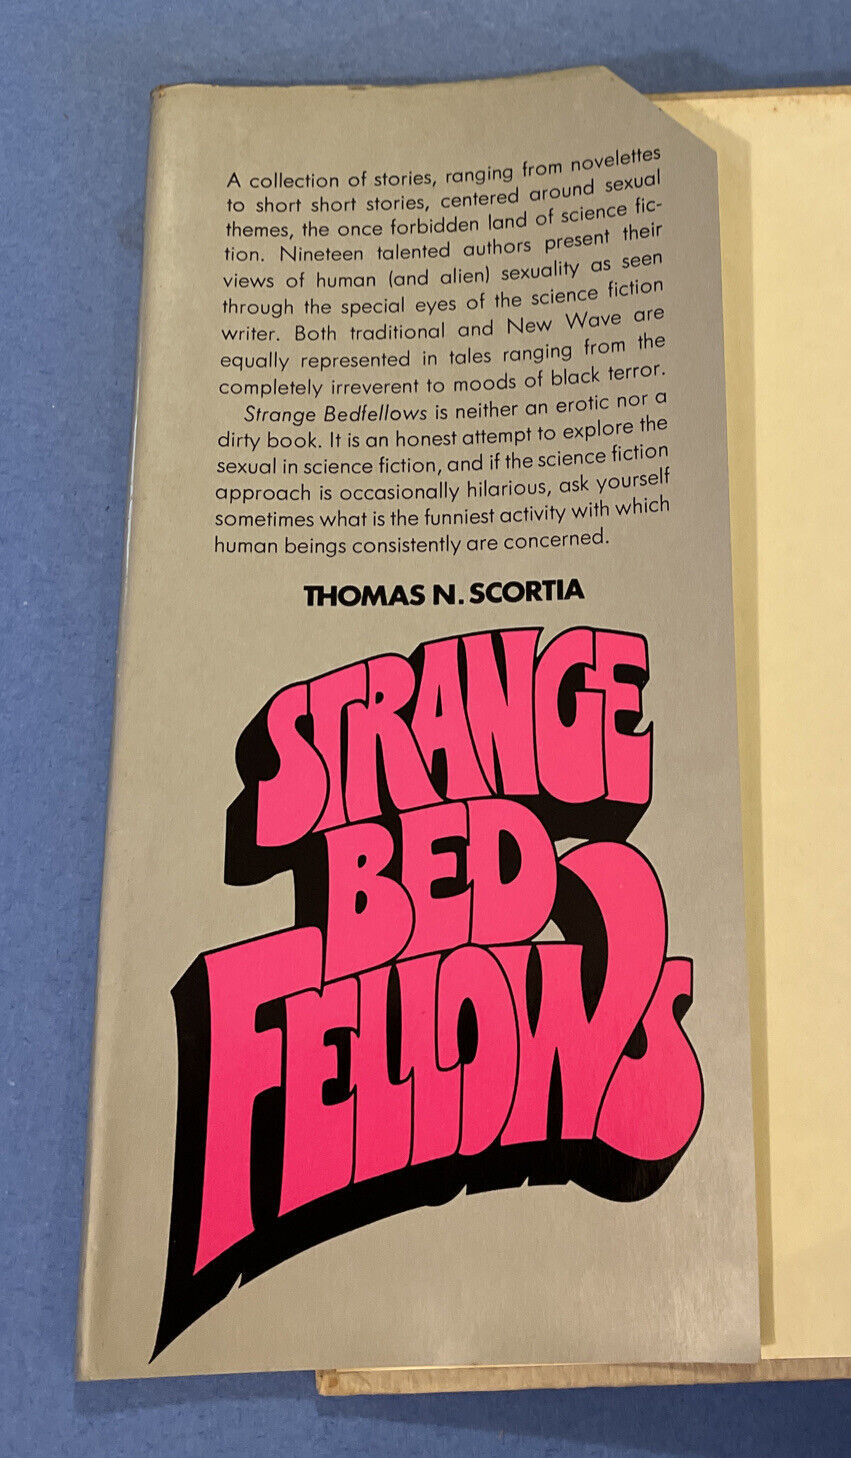 A collection of stories, ranging from novelettes
to short short stories, centered around sexual
themes, the once forbidden land of science fic-
tion. Nineteen talented authors present their
views of human (and alien) sexuality as seen
through the special eyes of the science fiction
writer. Both traditional and New Wave are
equally represented in tales ranging from the
completely irreverent to moods of black terror.
Strange Bedfellows is neither an erotic nor a
dirty book. It is an honest attempt to explore the
sexual in science fiction, and if the science fiction
approach is occasionally hilarious, ask yourself
sometimes what is the funniest activity with which
human beings consistently are concerned.
THOMAS N. SCORTIA
STRANGE
BED
FELLOWS